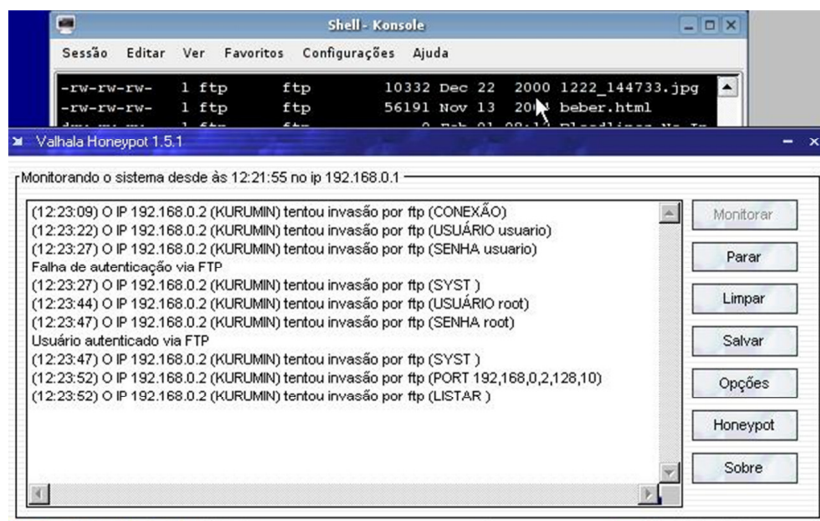 Shell - Konsole
Sessão Editar Ver Favoritos Configurações Ajuda
-rw-rw-rw- 1 ftp ftp 10332 Dec 22 2000 1222_144733.jpg
-rw-rw-rw- 1 ftp ftp 56191 Nov 13 beber.html
Valhala Honeypot 1.5.1
Monitorando o sistema desde às 12:21:55 no ip 192.168.0.1
(12:23:09) O IP 192.168.0.2 (KURUMIN) tentou invasão por ftp (CONEXÃO)
(12:23:22) O IP 192.168.0.2 (KURUMIN) tentou invasão por ftp (USUÁRIO usuario)
(12:23:27) O IP 192.168.0.2 (KURUMIN) tentou invasão por ftp (SENHA usuario)
Falha de autenticação via FTP
(12:23:27) O IP 192.168.0.2 (KURUMIN) tentou invasão por ftp (SYST )
(12:23:44) O IP 192.168.0.2 (KURUMIN) tentou invasão por ftp (USUÁRIO root)
(12:23:47) O IP 192.168.0.2 (KURUMIN) tentou invasão por ftp (SENHA root)
Usuário autenticado via FTP
(12:23:47) O IP 192.168.0.2 (KURUMIN) tentou invasão por ftp (SYST )
(12:23:52) O IP 192.168.0.2 (KURUMIN) tentou invasão por ftp (PORT 192,168,0,2,128,10)
(12:23:52) O IP 192.168.0.2 (KURUMIN) tentou invasão por ftp (LISTAR )
Monitorar
Parar
Limpar
Salvar
Opções
Honeypot
Sobre